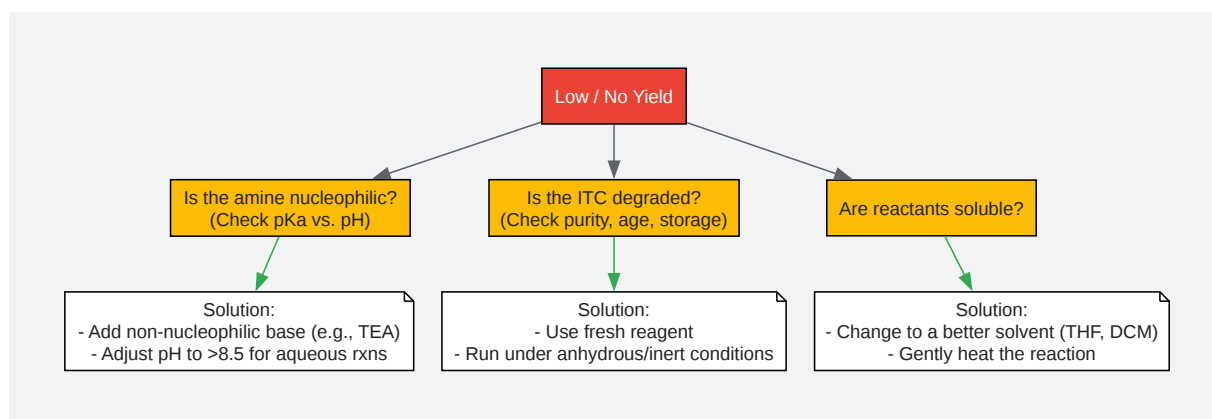 Low / No Yield
Is the amine nucleophilic?
(Check pKa vs. pH)
Is the ITC degraded?
(Check purity, age, storage)
Are reactants soluble?
Solution:
- Add non-nucleophilic base (e.g., TEA)
- Adjust pH to >8.5 for aqueous rxns
Solution:
- Use fresh reagent
- Run under anhydrous/inert conditions
Solution:
- Change to a better solvent (THF, DCM)
- Gently heat the reaction